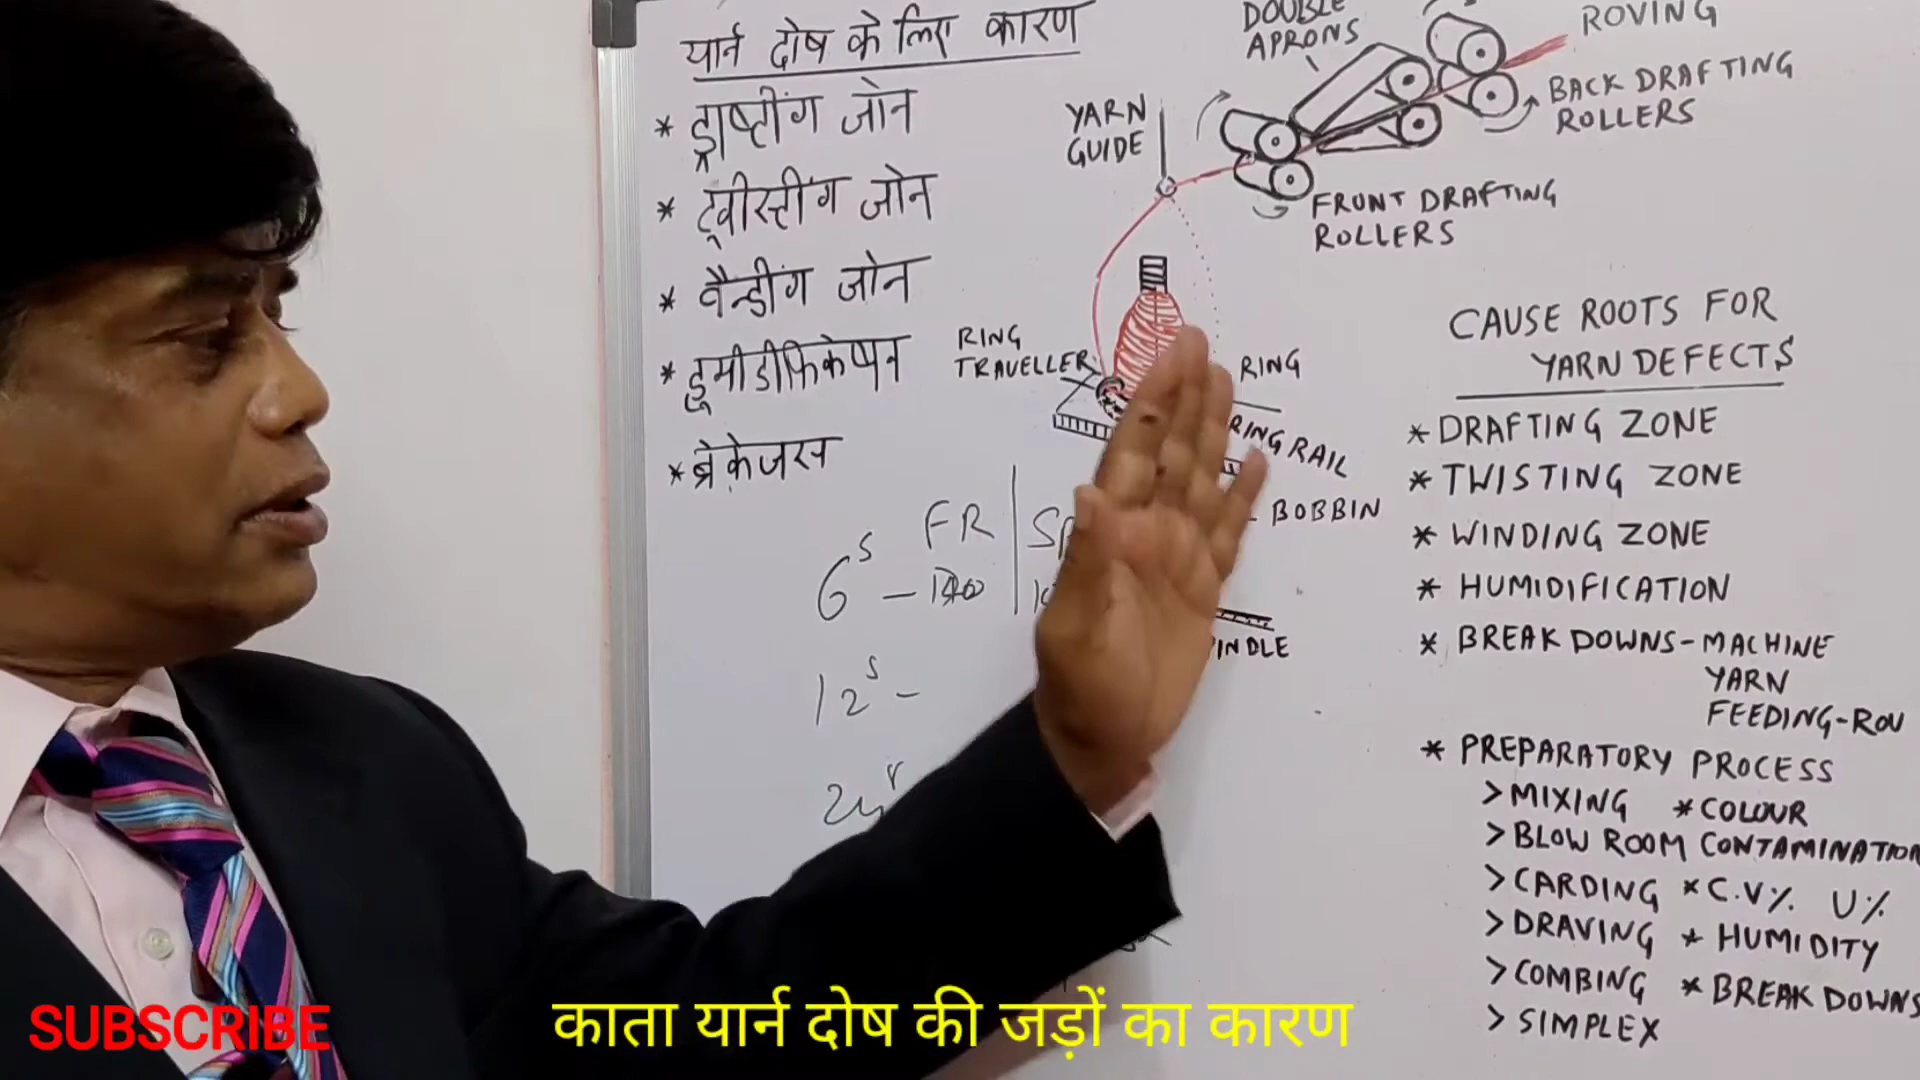 यार्न दोष के लिए कारण
* ड्राफ्टींग जोन
* ट्वीस्टींग जोन
* वैन्डींग जोन
* हुमीडीफिकेषन
* ब्रेकेजस
DOUBLE
APRONS
ROVING
BACK DRAFTING
ROLLERS
YARN
GUIDE
FRONT DRAFTING
ROLLERS
RING
TRAVELLER
RING
RING RAIL
BOBBIN
INDLE
FR
6s -
12s -
CAUSE ROOTS FOR
YARN DEFECTS
* DRAFTING ZONE
* TWISTING ZONE
* WINDING ZONE
* HUMIDIFICATION
* BREAK DOWNS - MACHINE
YARN
FEEDING-ROV
* PREPARATORY PROCESS
> MIXING * COLOUR
> BLOW ROOM CONTAMINATION
> CARDING * C.V% U%
> DRAVING * HUMIDITY
> COMBING * BREAK DOWNS
> SIMPLEX
SUBSCRIBE
काता यार्न दोष की जड़ों का कारण